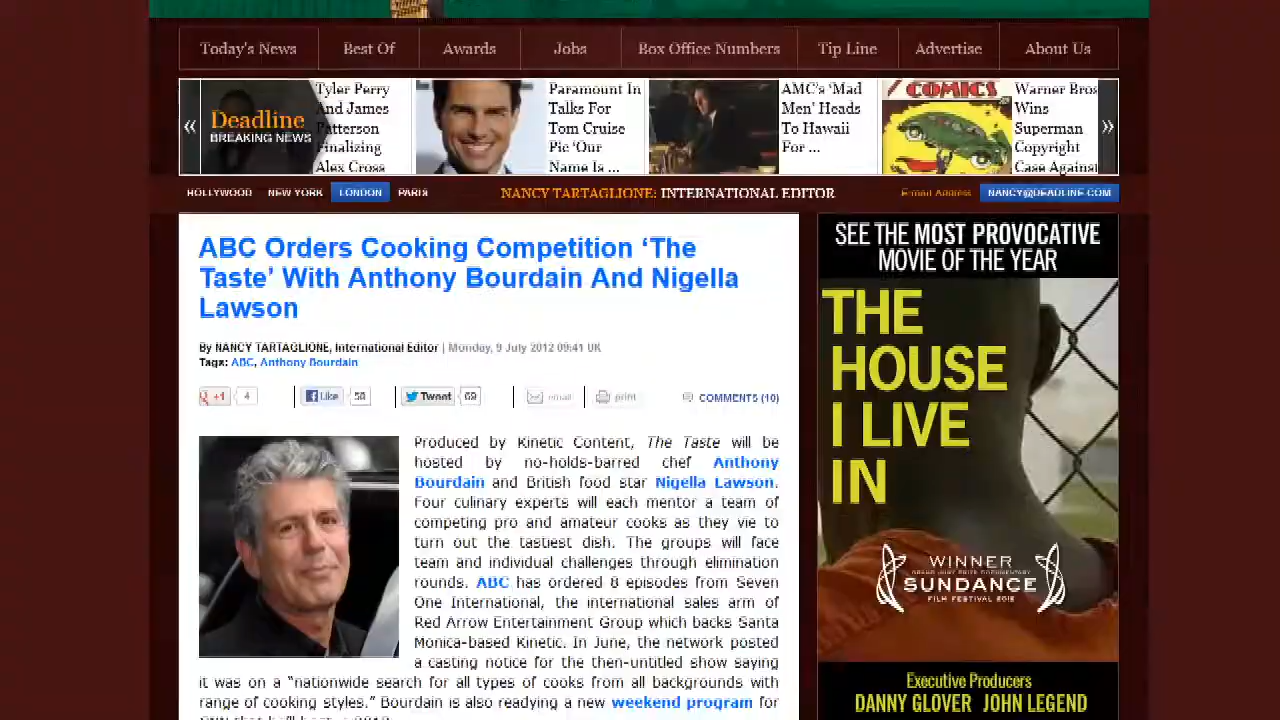 Today's News
Best Of
Awards
Jobs
Box Office Numbers
Tip Line
Advertise
About Us
«
Deadline
BREAKING NEWS
Tyler Perry
And James
Patterson
Finalizing
Alex Cross
Paramount In
Talks For
Tom Cruise
Pic ‘Our
Name Is ...
AMC’s ‘Mad
Men’ Heads
To Hawaii
For ...
COMICS
Warner Bros
Wins
Superman
Copyright
Case Against
»
HOLLYWOOD
NEW YORK
LONDON
PARIS
NANCY TARTAGLIONE: INTERNATIONAL EDITOR
E-mail Address
NANCY@DEADLINE.COM
ABC Orders Cooking Competition ‘The
Taste’ With Anthony Bourdain And Nigella
Lawson
By NANCY TARTAGLIONE, International Editor | Monday, 9 July 2012 09:41 UK
Tags: ABC, Anthony Bourdain
+1 4
Like 56
Tweet 69
email
print
COMMENTS (10)
Produced by Kinetic Content, The Taste will be
hosted by no-holds-barred chef Anthony
Bourdain and British food star Nigella Lawson.
Four culinary experts will each mentor a team of
competing pro and amateur cooks as they vie to
turn out the tastiest dish. The groups will face
team and individual challenges through elimination
rounds. ABC has ordered 8 episodes from Seven
One International, the international sales arm of
Red Arrow Entertainment Group which backs Santa
Monica-based Kinetic. In June, the network posted
a casting notice for the then-untitled show saying
it was on a “nationwide search for all types of cooks from all backgrounds with
range of cooking styles.” Bourdain is also readying a new weekend program for
SEE THE MOST PROVOCATIVE
MOVIE OF THE YEAR
THE
HOUSE
I LIVE
IN
WINNER
GRAND JURY PRIZE DOCUMENTARY
SUNDANCE
FILM FESTIVAL 2012
Executive Producers
DANNY GLOVER JOHN LEGEND